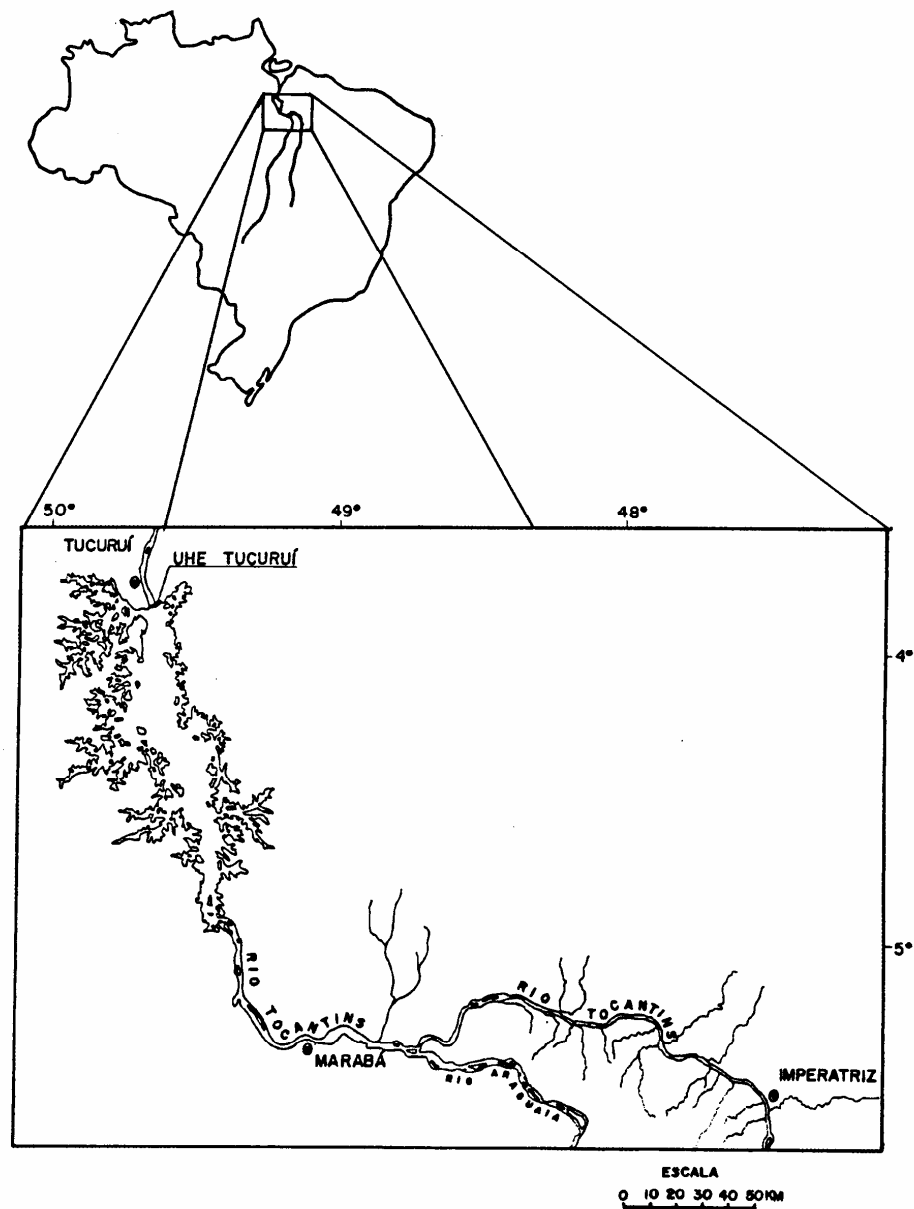 50° 49° 48°
TUCURUÍ
UHE TUCURUÍ
4°
5°
RIO TOCANTINS
RIO TOCANTINS
MARABÁ
RIO ARAGUAIA
IMPERATRIZ
ESCALA
0 10 20 30 40 50KM